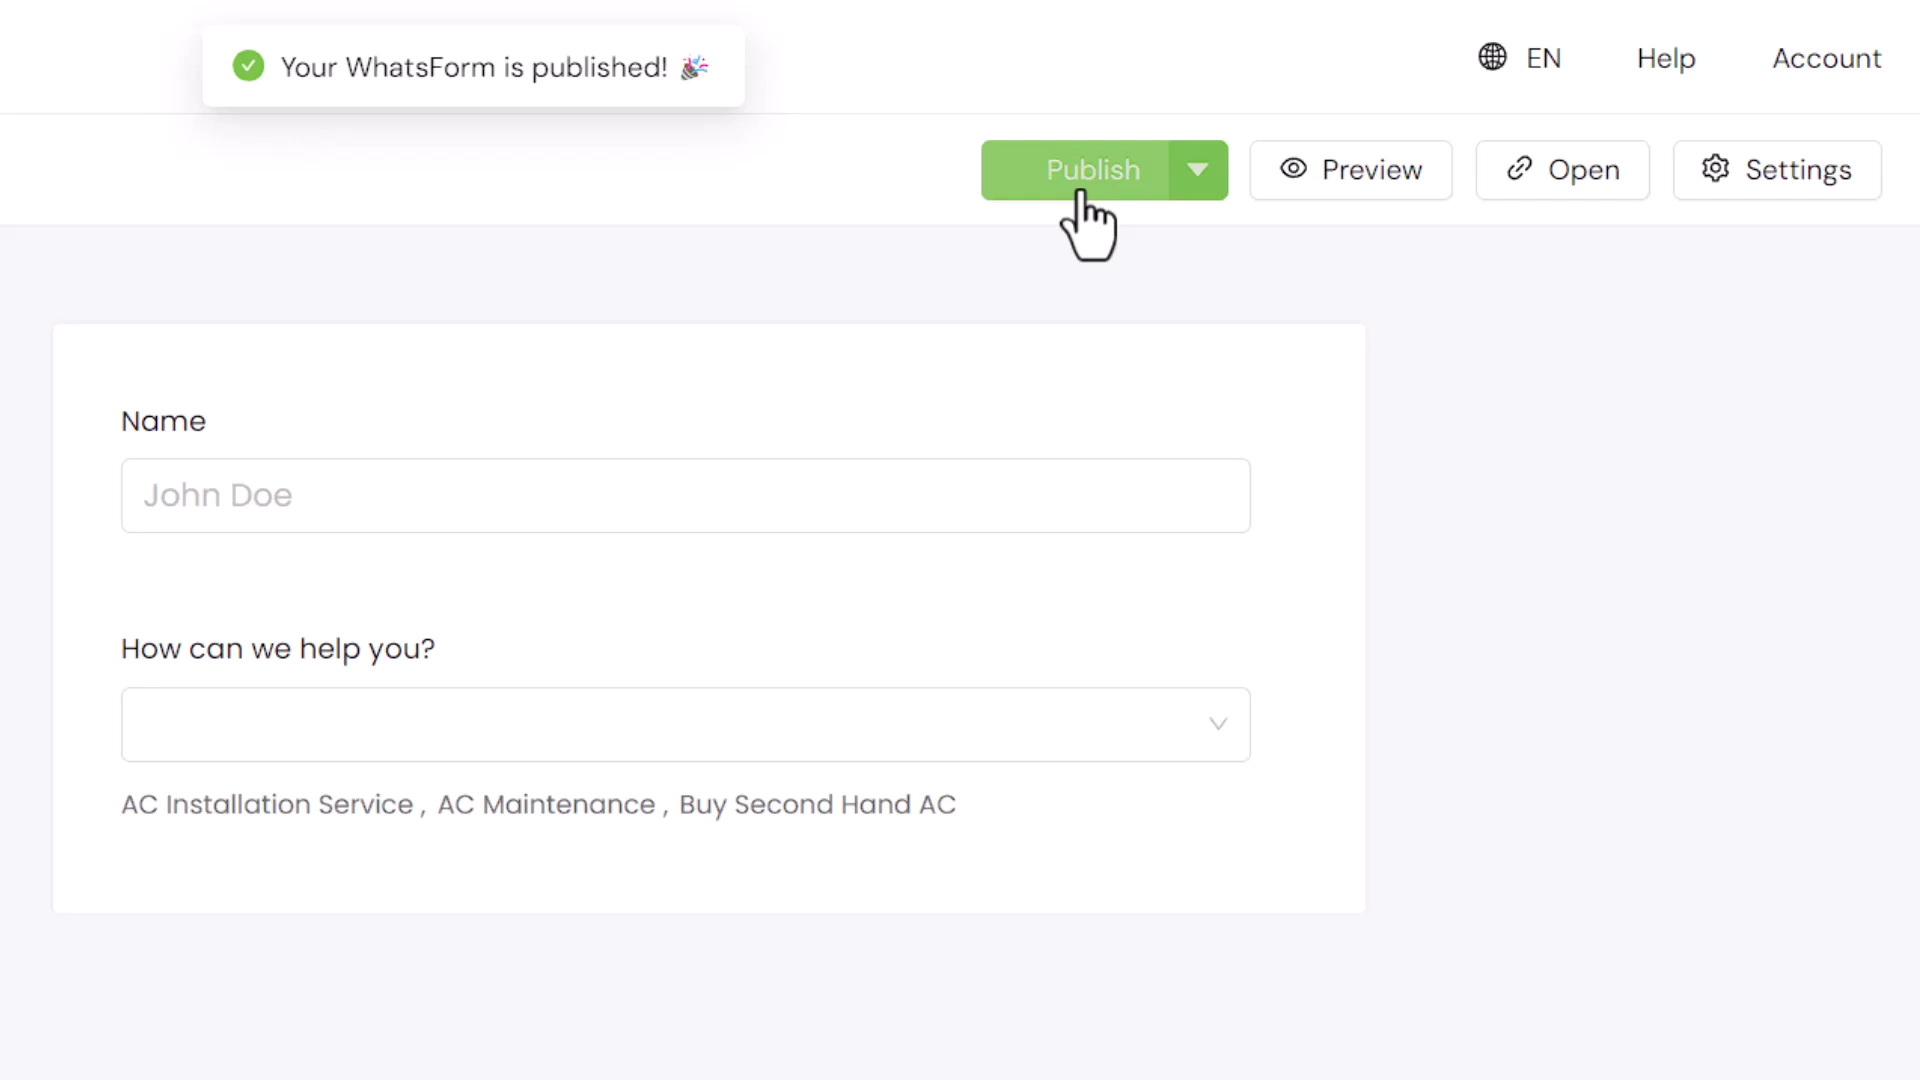 Your WhatsForm is published! 🎉
EN Help Account
Publish Preview Open Settings
Name
John Doe
How can we help you?
AC Installation Service , AC Maintenance , Buy Second Hand AC